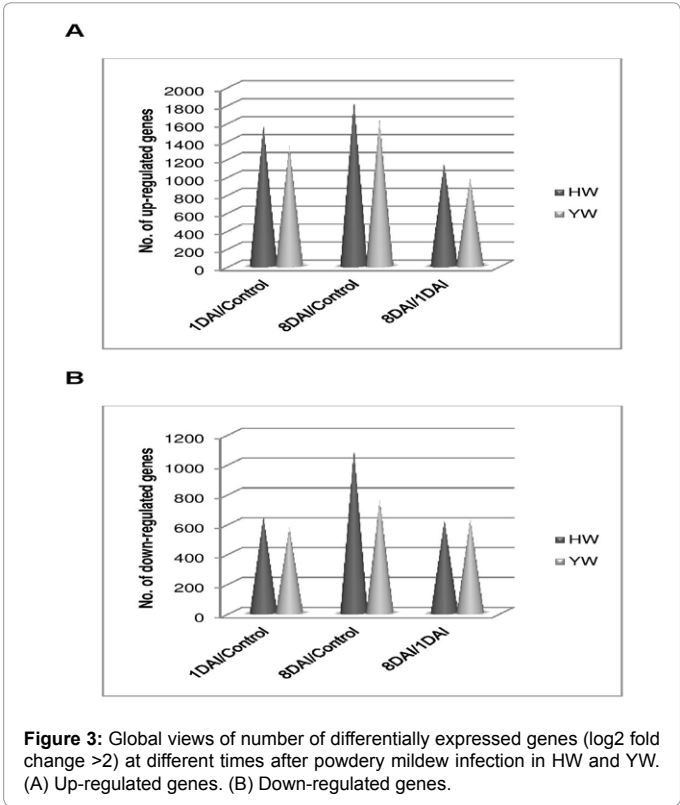 A
No. of up-regulated genes
2000
1800
1600
1400
1200
1000
800
600
400
200
0
1DAI/Control
8DAI/Control
8DAI/1DAI
HW
YW
B
No. of down-regulated genes
1200
1000
800
600
400
200
0
1DAI/Control
8DAI/Control
8DAI/1DAI
HW
YW
Figure 3: Global views of number of differentially expressed genes (log2 fold
change >2) at different times after powdery mildew infection in HW and YW.
(A) Up-regulated genes. (B) Down-regulated genes.